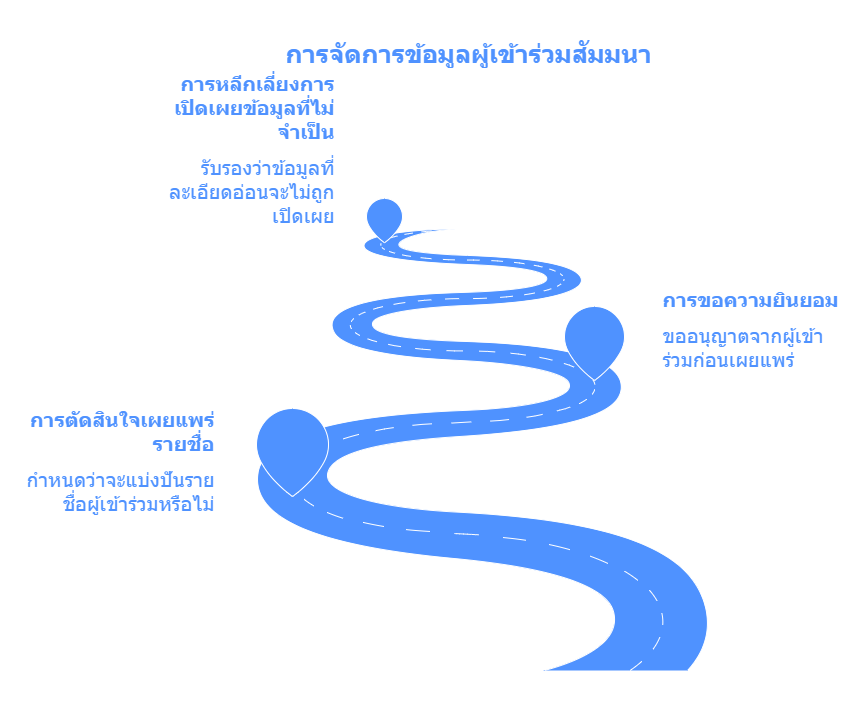 การจัดการข้อมูลผู้เข้าร่วมสัมมนา
การหลีกเลี่ยงการ
เปิดเผยข้อมูลที่ไม่
จำเป็น
รับรองว่าข้อมูลที่
ละเอียดอ่อนจะไม่ถูก
เปิดเผย
การขอความยินยอม
ขออนุญาตจากผู้เข้า
ร่วมก่อนเผยแพร่
การตัดสินใจเผยแพร่
รายชื่อ
กำหนดว่าจะแบ่งปันราย
ชื่อผู้เข้าร่วมหรือไม่